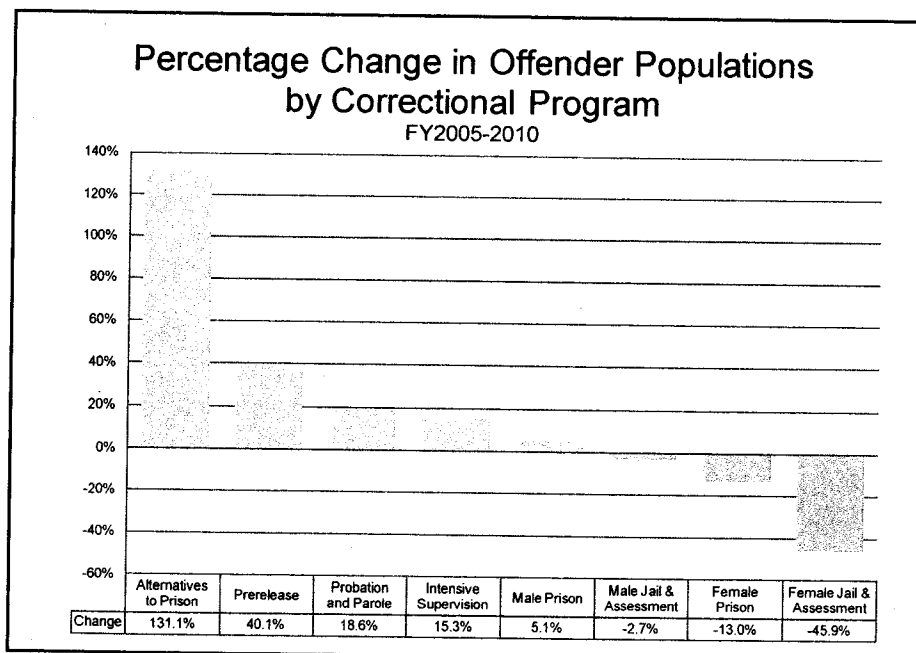 Percentage Change in Offender Populations
by Correctional Program
FY2005-2010
140%
120%
100%
80%
60%
40%
20%
0%
-20%
-40%
-60%
Alternatives to Prison Prerelease Probation and Parole Intensive Supervision Male Prison Male Jail & Assessment Female Prison Female Jail & Assessment
Change 131.1% 40.1% 18.6% 15.3% 5.1% -2.7% -13.0% -45.9%